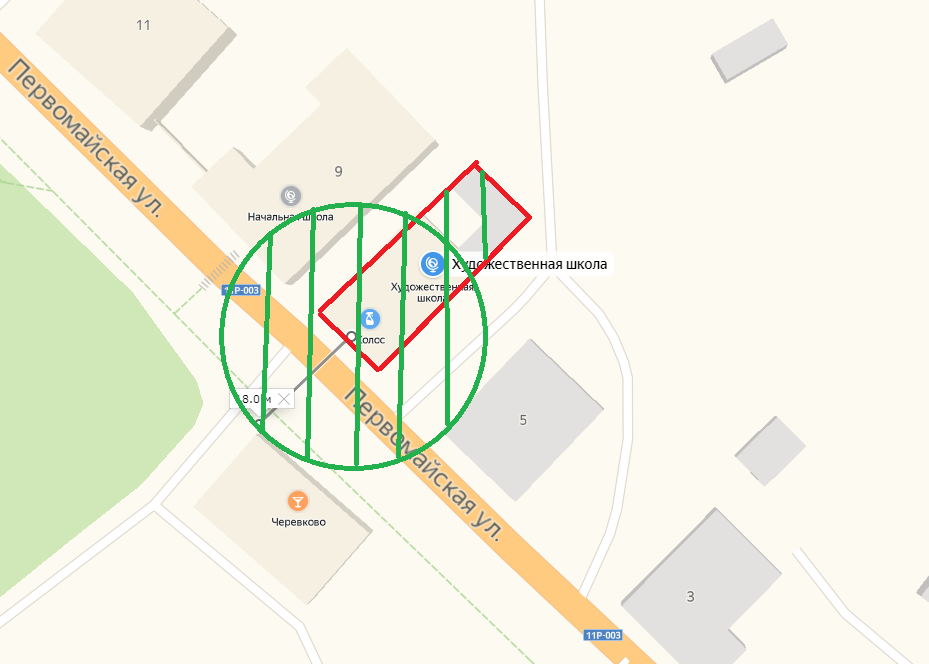 11
Первомайская ул.
9
Начальная школа
11Р-003
Художественная школа
Художественная
школа
Колос
8.0 м
Первомайская ул.
5
Черевково
3
11Р-003